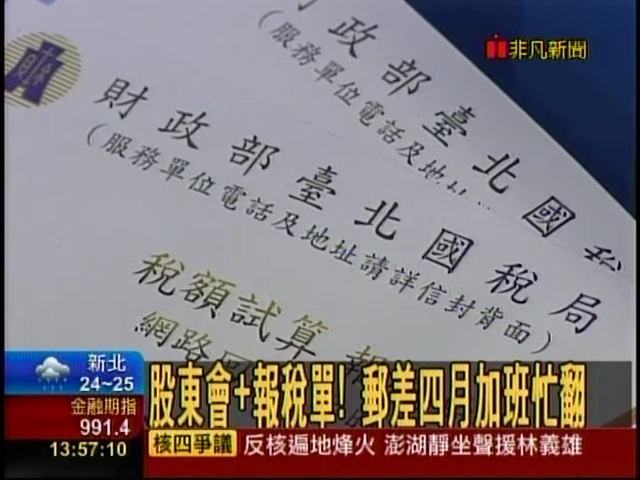 非凡新聞
財政部臺北國稅
(服務單位電話及地址
財
財政部臺北國稅局
(服務單位電話及地址請詳信封背面)
稅額試算
網路
新北
24~25
金融期指
991.4
13:57:10
股東會+報稅單! 郵差四月加班忙翻
核四爭議 反核遍地烽火 澎湖靜坐聲援林義雄